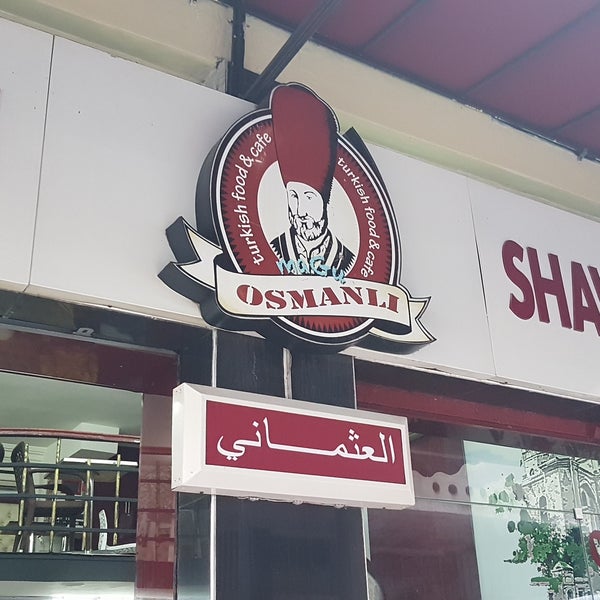 turkish food & cafe
turkish food & cafe
OSMANLI
العثماني
SHA